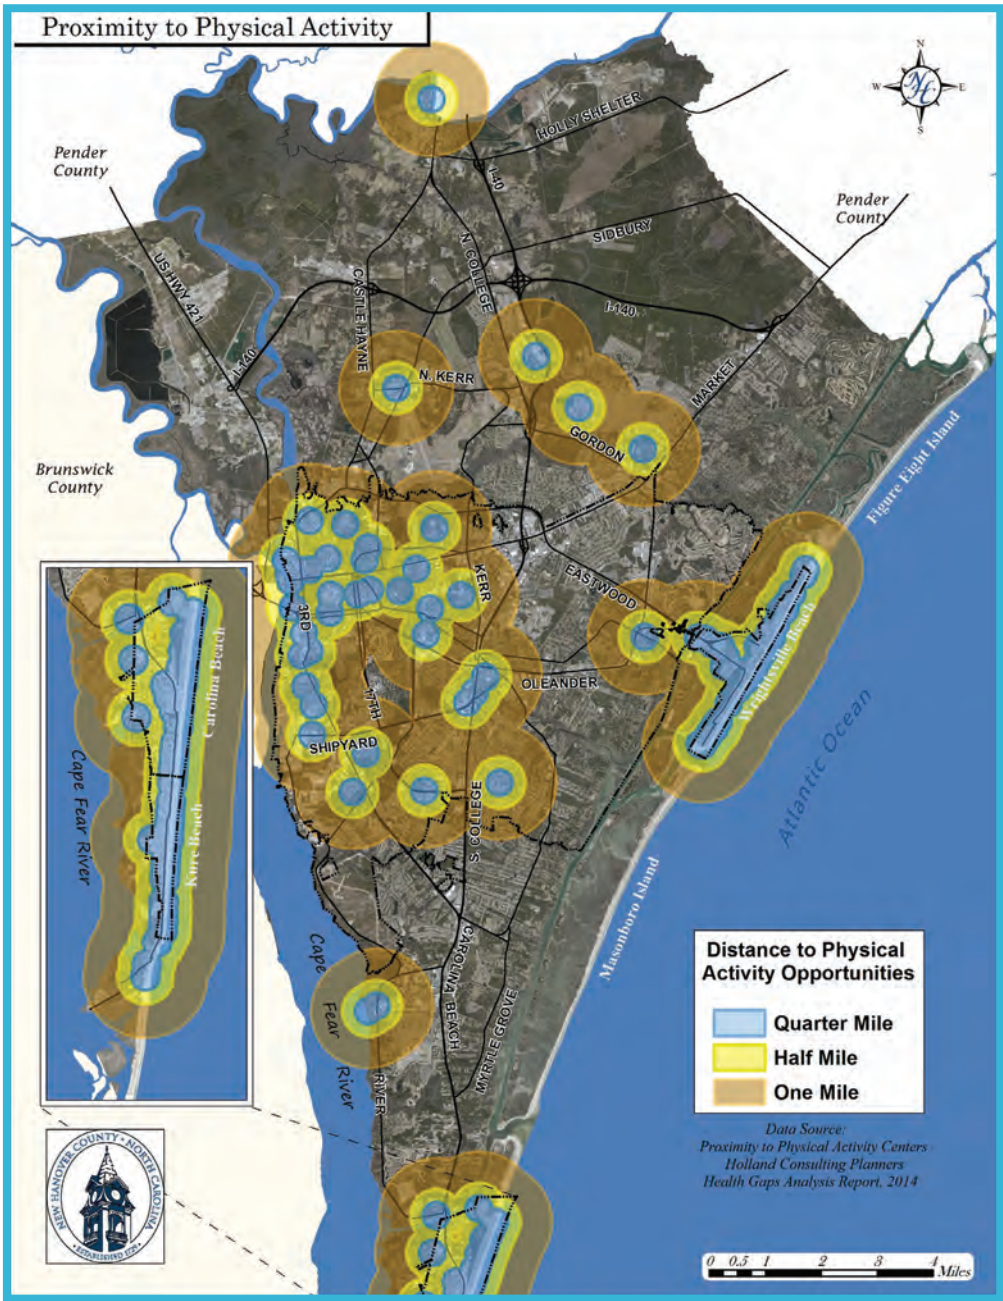 Proximity to Physical Activity
N
W
E
S
NH
HOLLY SHELTER
Pender
County
I-40
Pender
County
SIDBURY
N. COLLEGE
US HWY 421
CASTLE HAYNE
I-140
I-140
N. KERR
MARKET
GORDON
Figure Eight Island
Brunswick
County
EASTWOOD
KERR
3RD
Wrightsville Beach
OLEANDER
17TH
SHIPYARD
Atlantic Ocean
S. COLLEGE
Carolina Beach
Cape Fear River
Kure Beach
Masonboro Island
CAROLINA BEACH
Cape
Fear
River
MYRTLE GROVE
RIVER
Distance to Physical
Activity Opportunities
Quarter Mile
Half Mile
One Mile
Data Source:
Proximity to Physical Activity Centers -
Holland Consulting Planners
Health Gaps Analysis Report, 2014
NEW HANOVER COUNTY • NORTH CAROLINA
• ESTABLISHED 1729 •
0 0.5 1 2 3 4
Miles